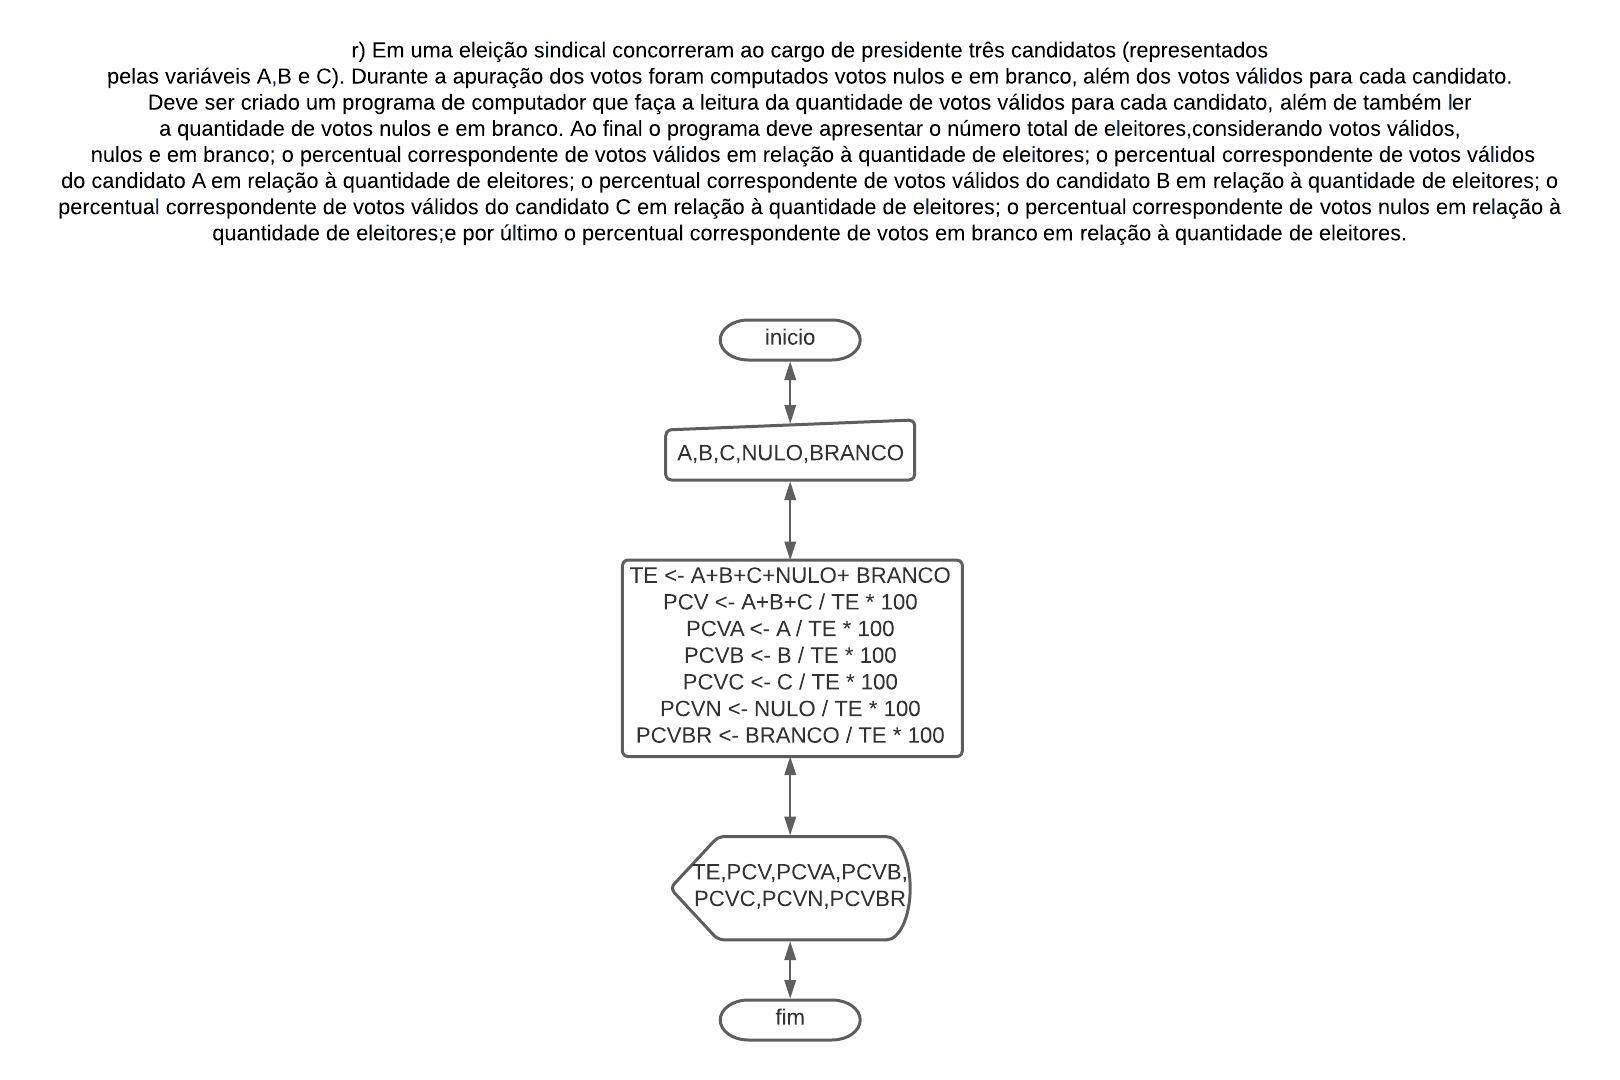 r) Em uma eleição sindical concorreram ao cargo de presidente três candidatos (representados
pelas variáveis A,B e C). Durante a apuração dos votos foram computados votos nulos e em branco, além dos votos válidos para cada candidato.
Deve ser criado um programa de computador que faça a leitura da quantidade de votos válidos para cada candidato, além de também ler
a quantidade de votos nulos e em branco. Ao final o programa deve apresentar o número total de eleitores,considerando votos válidos,
nulos e em branco; o percentual correspondente de votos válidos em relação à quantidade de eleitores; o percentual correspondente de votos válidos
do candidato A em relação à quantidade de eleitores; o percentual correspondente de votos válidos do candidato B em relação à quantidade de eleitores; o
percentual correspondente de votos válidos do candidato C em relação à quantidade de eleitores; o percentual correspondente de votos nulos em relação à
quantidade de eleitores;e por último o percentual correspondente de votos em branco em relação à quantidade de eleitores.
inicio
A,B,C,NULO,BRANCO
TE <- A+B+C+NULO+ BRANCO
PCV <- A+B+C / TE * 100
PCVA <- A / TE * 100
PCVB <- B / TE * 100
PCVC <- C / TE * 100
PCVN <- NULO / TE * 100
PCVBR <- BRANCO / TE * 100
TE,PCV,PCVA,PCVB,
PCVC,PCVN,PCVBR
fim